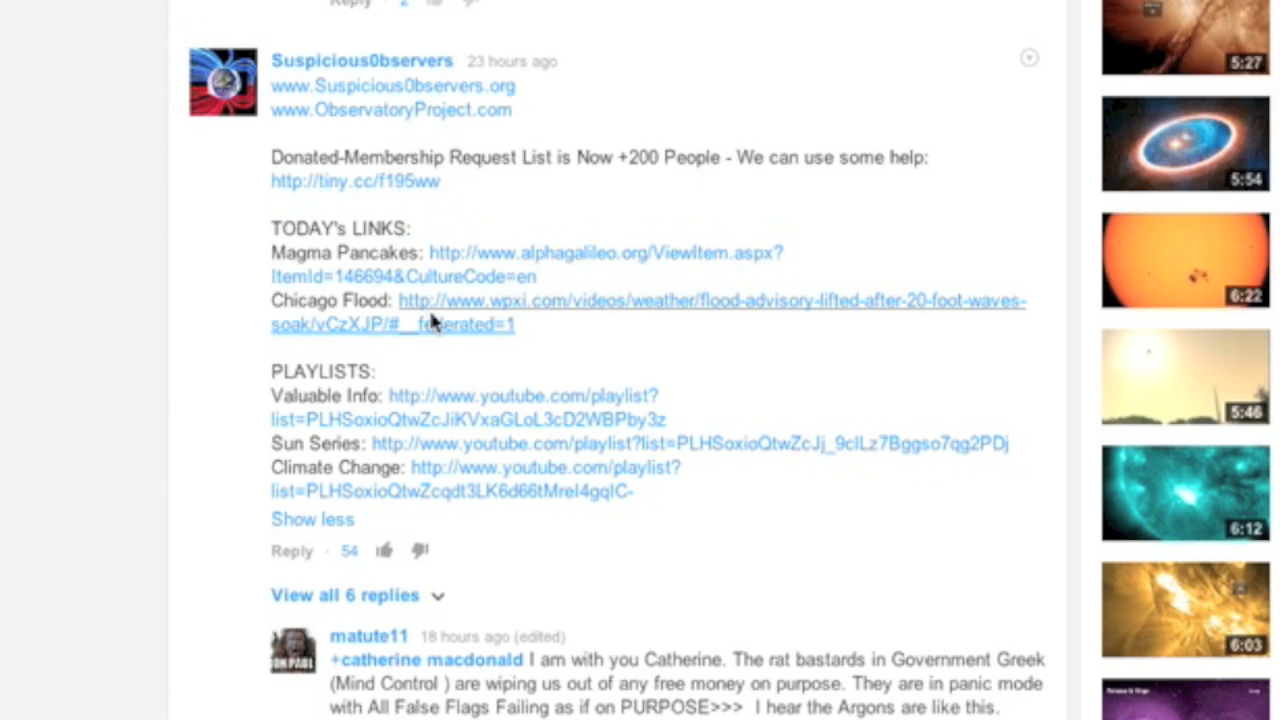 Reply · 2
Suspicious0bservers 23 hours ago
www.Suspicious0bservers.org
www.ObservatoryProject.com
Donated-Membership Request List is Now +200 People - We can use some help:
http://tiny.cc/f195ww
TODAY's LINKS:
Magma Pancakes: http://www.alphagalileo.org/ViewItem.aspx?
ItemId=146694&CultureCode=en
Chicago Flood: http://www.wpxi.com/videos/weather/flood-advisory-lifted-after-20-foot-waves-
soak/vCzXJP/#__federated=1
PLAYLISTS:
Valuable Info: http://www.youtube.com/playlist?
list=PLHSoxioQtwZcJiKVxaGLoL3cD2WBPby3z
Sun Series: http://www.youtube.com/playlist?list=PLHSoxioQtwZcJj_9clLz7Bggso7qg2PDj
Climate Change: http://www.youtube.com/playlist?
list=PLHSoxioQtwZcqdt3LK6d66tMrel4gqIC-
Show less
Reply · 54
View all 6 replies
matute11 18 hours ago (edited)
+catherine macdonald I am with you Catherine. The rat bastards in Government Greek
(Mind Control ) are wiping us out of any free money on purpose. They are in panic mode
with All False Flags Failing as if on PURPOSE>>> I hear the Argons are like this.
ON PAUL
5:27
5:54
6:22
5:46
6:12
6:03